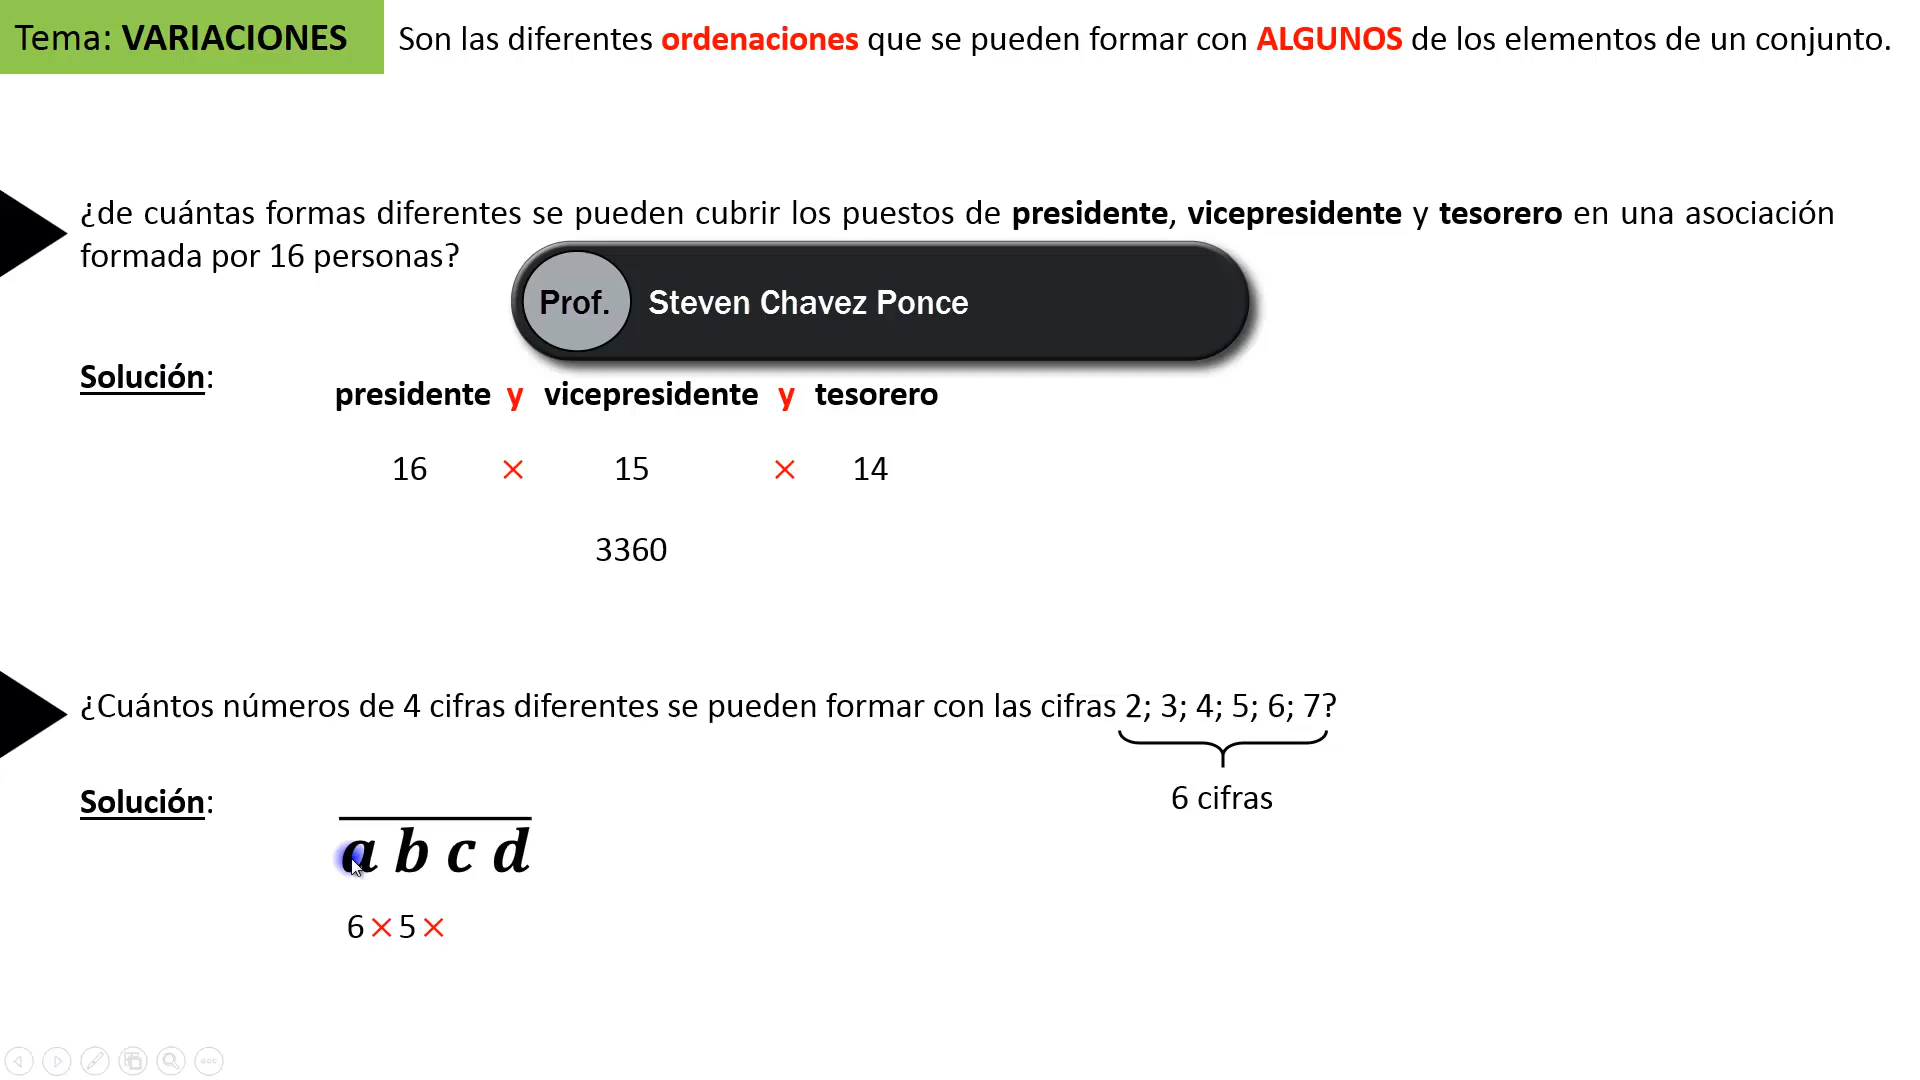 Tema: VARIACIONES
Son las diferentes ordenaciones que se pueden formar con ALGUNOS de los elementos de un conjunto.
¿de cuántas formas diferentes se pueden cubrir los puestos de presidente, vicepresidente y tesorero en una asociación
formada por 16 personas?
Prof. Steven Chavez Ponce
Solución:
presidente y vicepresidente y tesorero
16 × 15 × 14
3360
¿Cuántos números de 4 cifras diferentes se pueden formar con las cifras 2; 3; 4; 5; 6; 7?
6 cifras
Solución:
a b c d
6 × 5 ×